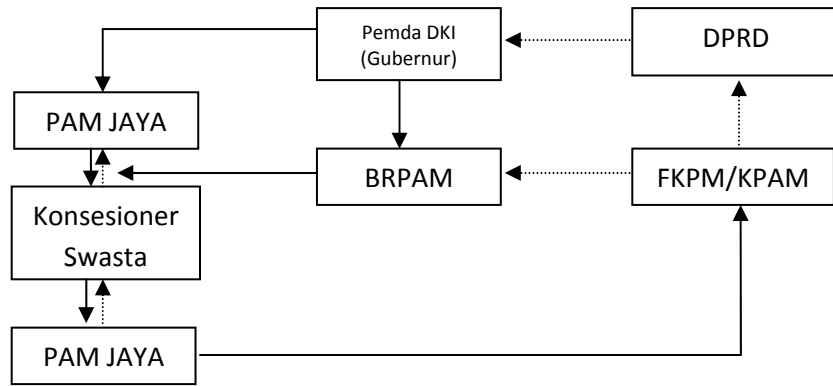 Pemda DKI
(Gubernur)
DPRD
PAM JAYA
BRPAM
FKPM/KPAM
Konsesioner
Swasta
PAM JAYA